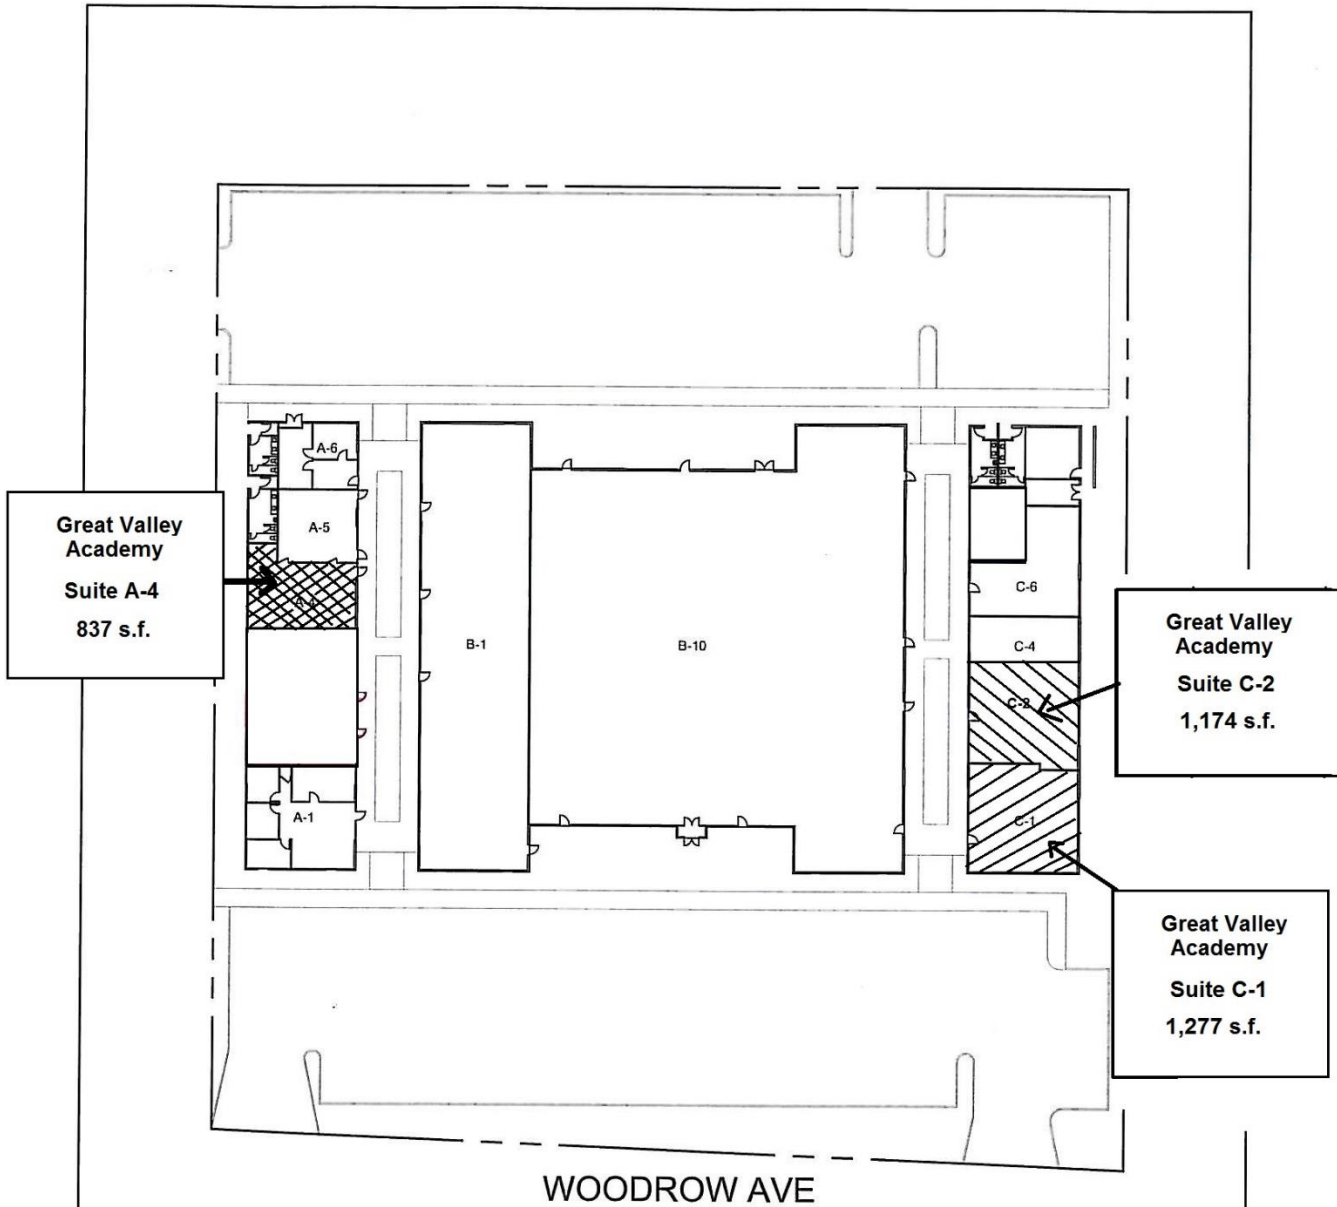 A-6
Great Valley
Academy
Suite A-4
837 s.f.
A-5
A-4
B-1
B-10
C-6
C-4
C-2
Great Valley
Academy
Suite C-2
1,174 s.f.
A-1
C-1
Great Valley
Academy
Suite C-1
1,277 s.f.
WOODROW AVE